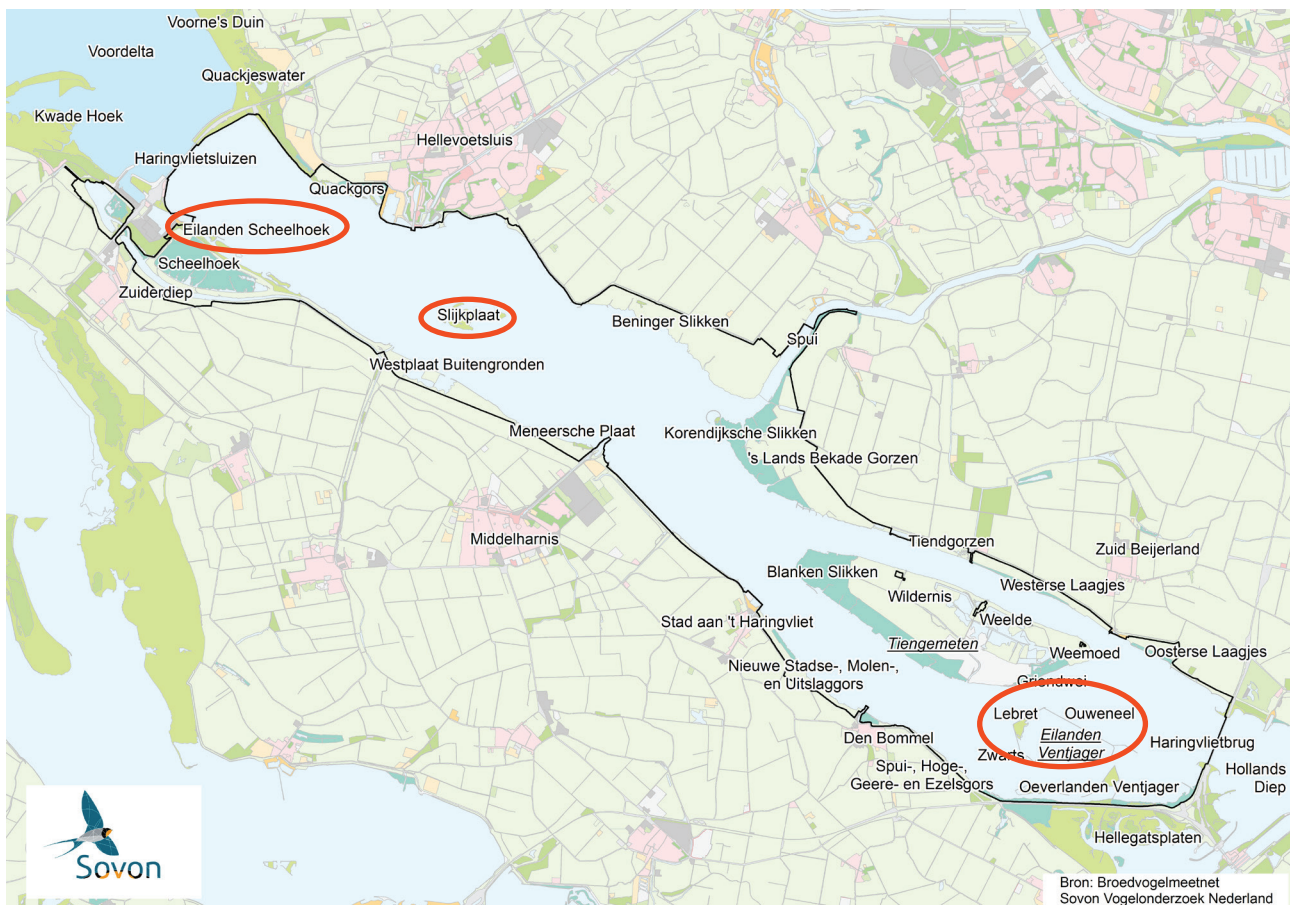 Voorne's Duin
Voordelta
Quackjeswater
Kwade Hoek
Hellevoetsluis
Haringvlietsluizen
Quackgors
Eilanden Scheelhoek
Scheelhoek
Zuiderdiep
Slijkplaat
Beninger Slikken
Spui
Westplaat Buitengronden
Meneersche Plaat
Korendijksche Slikken
's Lands Bekade Gorzen
Middelharnis
Tiendgorzen
Zuid Beijerland
Blanken Slikken
Westerse Laagjes
Wildernis
Weelde
Stad aan 't Haringvliet
Tiengemeten
Weemoed
Oosterse Laagjes
Nieuwe Stadse-, Molen-,
en Uitslaggors
Griendwei
Lebret
Ouweneel
Den Bommel
Eilanden
Ventjager
Haringvlietbrug
Zwarts
Spui-, Hoge-,
Geere- en Ezelsgors
Oeverlanden Ventjager
Hollands
Diep
Hellegatsplaten
Sovon
Bron: Broedvogelmeetnet
Sovon Vogelonderzoek Nederland